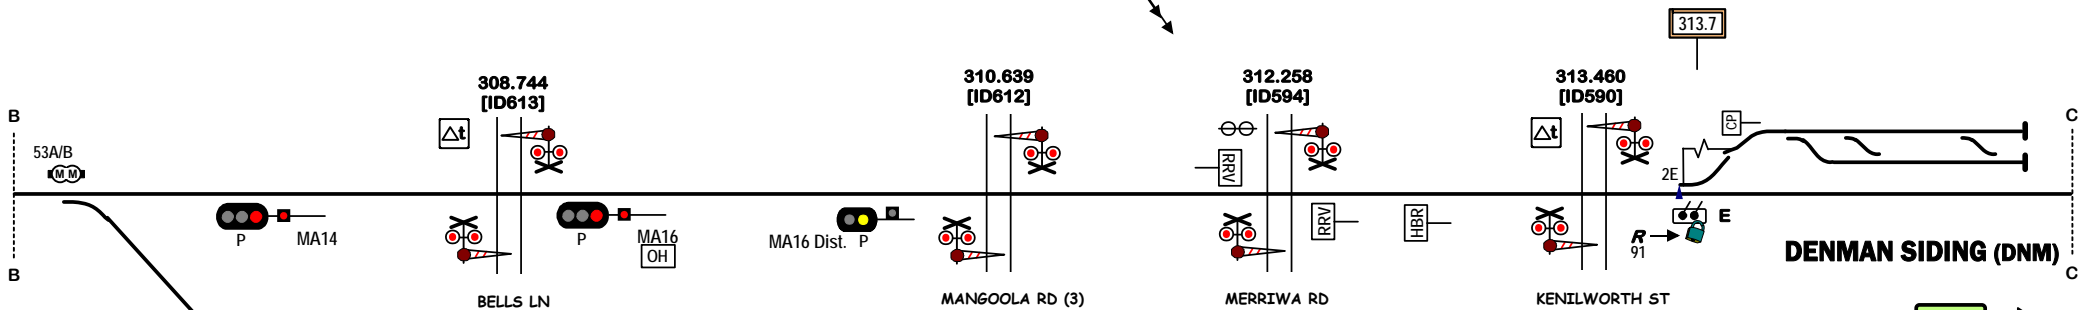 313.7
308.744
[ID613]
310.639
[ID612]
312.258
[ID594]
313.460
[ID590]
B
C
Δt
Δt
CP
53A/B
M M
RRV
2E
P
MA14
P
MA16
OH
MA16 Dist. P
RRV
HBR
E
R
91
DENMAN SIDING (DNM)
B
C
BELLS LN
MANGOOLA RD (3)
MERRIWA RD
KENILWORTH ST